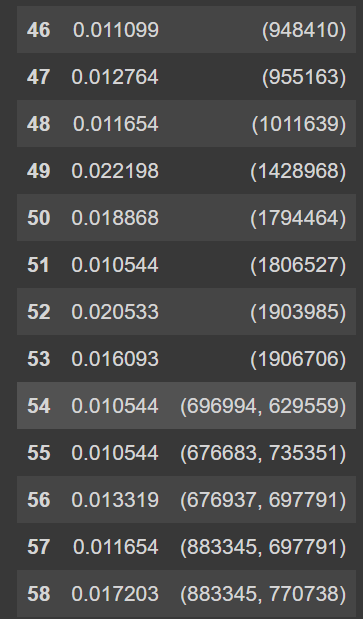 46 0.011099 (948410)
47 0.012764 (955163)
48 0.011654 (1011639)
49 0.022198 (1428968)
50 0.018868 (1794464)
51 0.010544 (1806527)
52 0.020533 (1903985)
53 0.016093 (1906706)
54 0.010544 (696994, 629559)
55 0.010544 (676683, 735351)
56 0.013319 (676937, 697791)
57 0.011654 (883345, 697791)
58 0.017203 (883345, 770738)